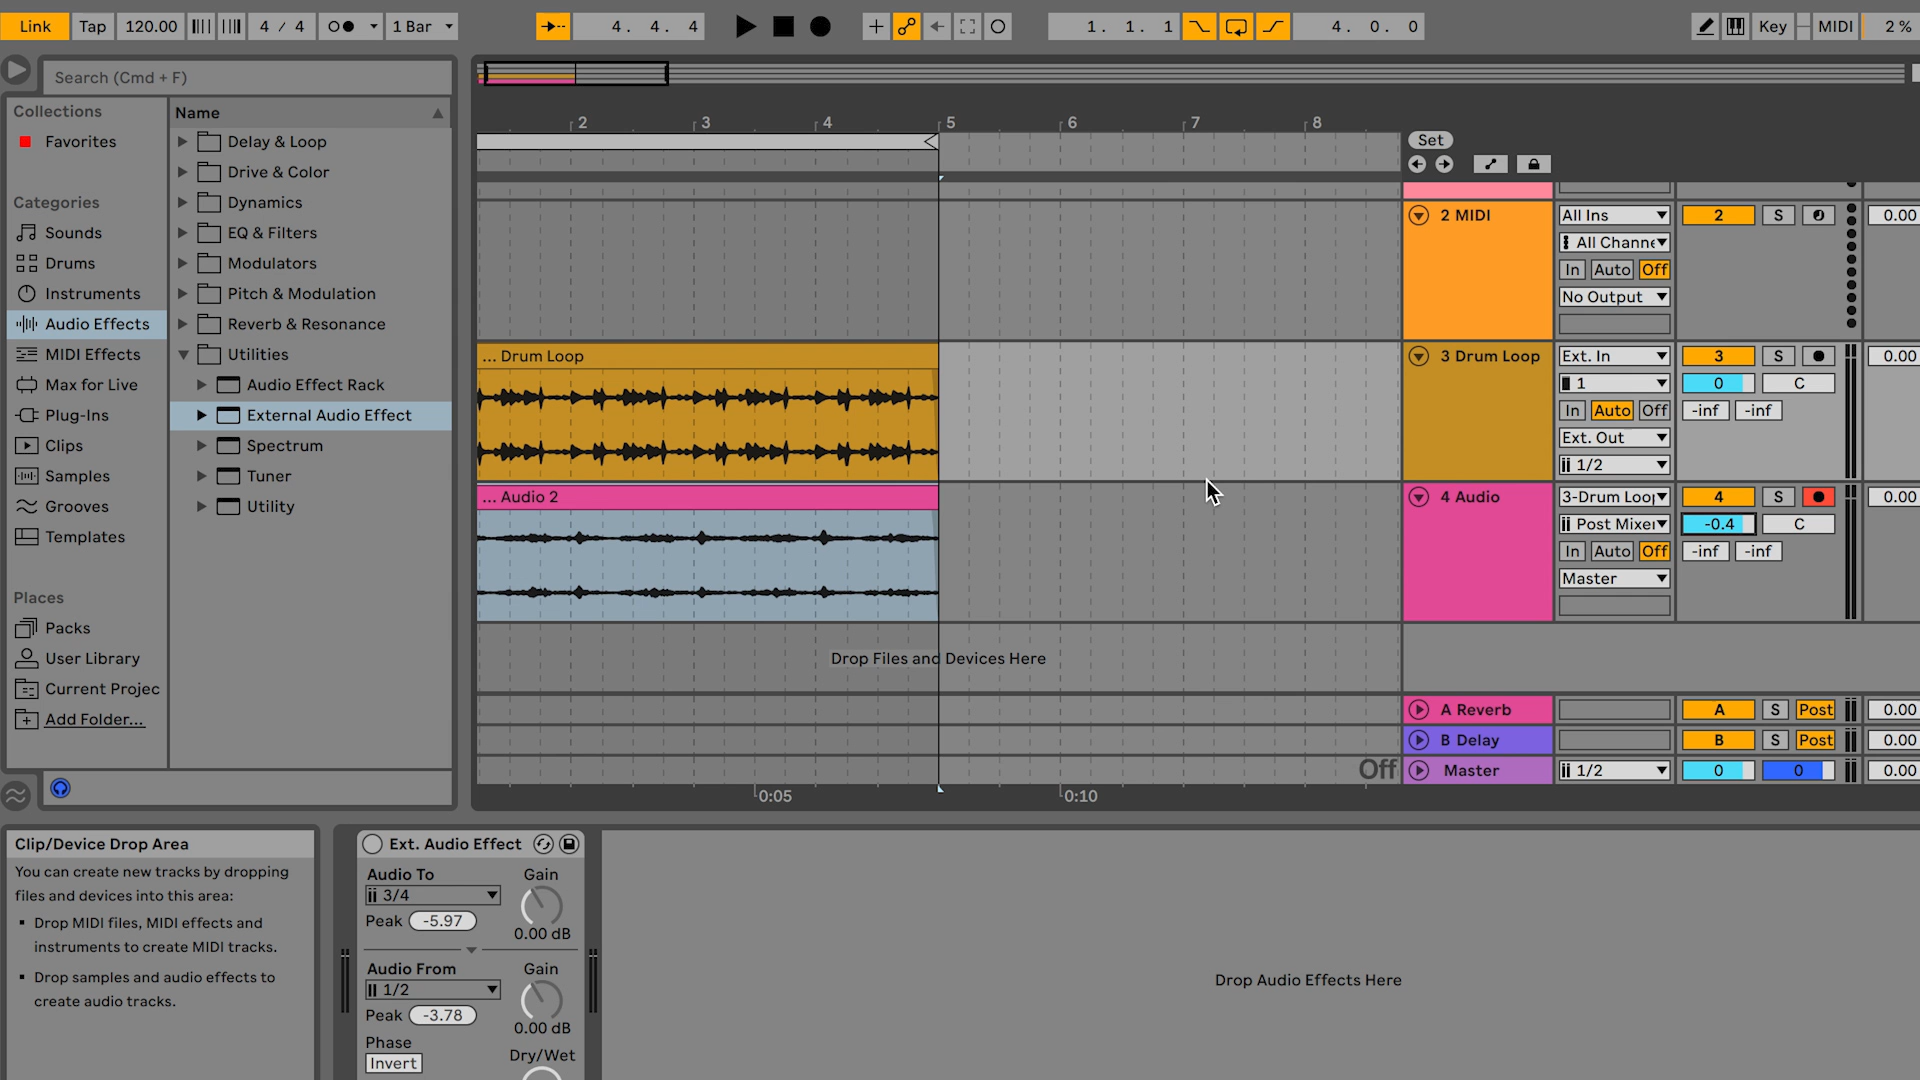 Link Tap 120.00 4 / 4 1 Bar 4. 4. 4 1. 1. 1 4. 0. 0 Key MIDI 2 %
Search (Cmd + F)
Collections
Favorites
Categories
Sounds
Drums
Instruments
Audio Effects
MIDI Effects
Max for Live
Plug-Ins
Clips
Samples
Grooves
Templates
Places
Packs
User Library
Current Projec
Add Folder...
Name
Delay & Loop
Drive & Color
Dynamics
EQ & Filters
Modulators
Pitch & Modulation
Reverb & Resonance
Utilities
Audio Effect Rack
External Audio Effect
Spectrum
Tuner
Utility
2 3 4 5 6 7 8
Set
2 MIDI All Ins 2 S 0.00
All Channe
In Auto Off
No Output
... Drum Loop
3 Drum Loop Ext. In 3 S 0.00
1 0 C
In Auto Off -inf -inf
Ext. Out
1/2
... Audio 2
4 Audio 3-Drum Loop 4 S 0.00
Post Mixer -0.4 C
In Auto Off -inf -inf
Master
Drop Files and Devices Here
A Reverb A S Post 0.00
B Delay B S Post 0.00
Off Master 1/2 0 0 0.00
0:05 0:10
Clip/Device Drop Area
You can create new tracks by dropping
files and devices into this area:
▪ Drop MIDI files, MIDI effects and
instruments to create MIDI tracks.
▪ Drop samples and audio effects to
create audio tracks.
Ext. Audio Effect
Audio To Gain
3/4
Peak -5.97
0.00 dB
Audio From Gain
1/2
Peak -3.78
0.00 dB
Phase
Invert Dry/Wet
Drop Audio Effects Here